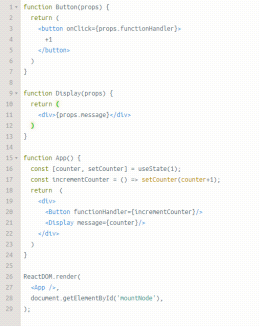 1 function Button(props) {
2 return (
3 <button onClick={props.functionHandler}>
4 +1
5 </button>
6 )
7 }
8
9 function Display(props) {
10 return (
11 <div>{props.message}</div>
12 )
13 }
14
15 function App() {
16 const [counter, setCounter] = useState(1);
17 const incrementCounter = () => setCounter(counter+1);
18 return (
19 <div>
20 <Button functionHandler={incrementCounter}/>
21 <Display message={counter}/>
22 </div>
23 )
24 }
25
26 ReactDOM.render(
27 <App />,
28 document.getElementById('mountNode'),
29 );